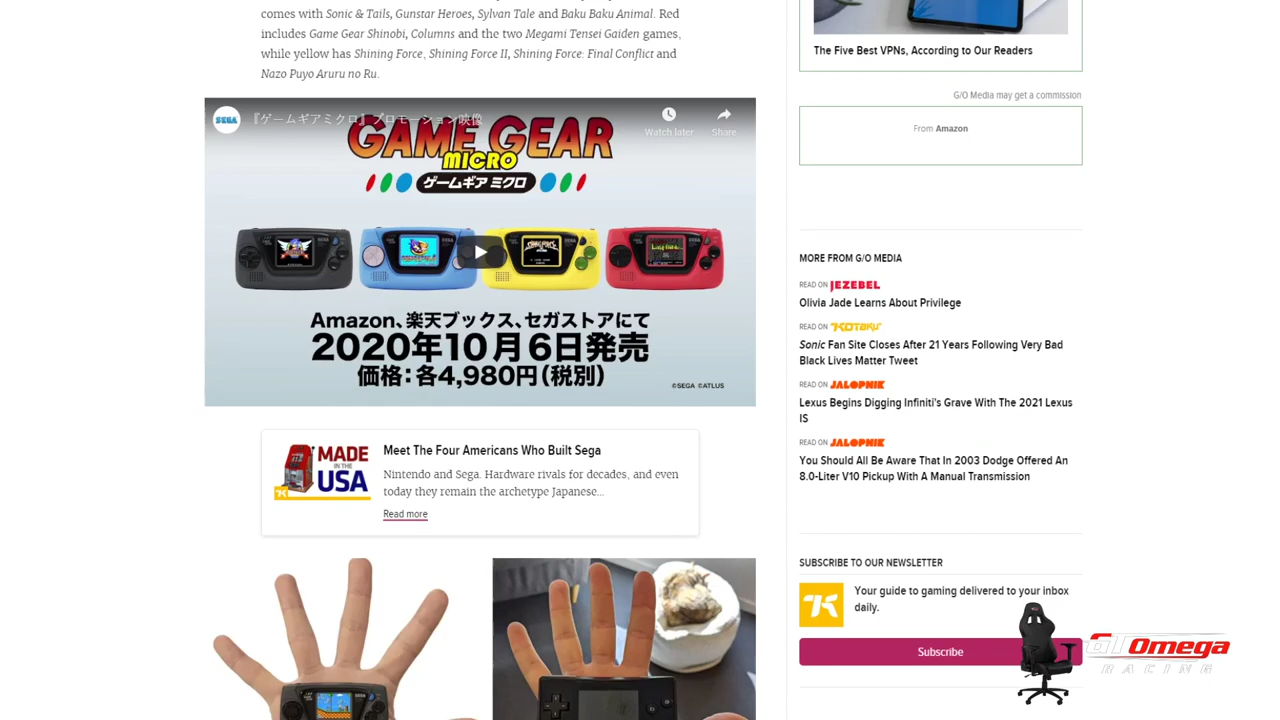 comes with Sonic & Tails, Gunstar Heroes, Sylvan Tale and Baku Baku Animal. Red
includes Game Gear Shinobi, Columns and the two Megami Tensei Gaiden games,
while yellow has Shining Force, Shining Force II, Shining Force: Final Conflict and
Nazo Puyo Aruru no Ru.
SEGA
『ゲームギアミクロ』プロモーション映像
Watch later
Share
GAME GEAR
MICRO
ゲームギア ミクロ
Amazon、楽天ブックス、セガストアにて
2020年10月6日発売
価格：各4,980円（税別）
©SEGA ©ATLUS
MADE
IN THE
USA
Meet The Four Americans Who Built Sega
Nintendo and Sega. Hardware rivals for decades, and even
today they remain the archetype Japanese...
Read more
The Five Best VPNs, According to Our Readers
G/O Media may get a commission
From Amazon
MORE FROM G/O MEDIA
READ ON JEZEBEL
Olivia Jade Learns About Privilege
READ ON KOTAKU
Sonic Fan Site Closes After 21 Years Following Very Bad
Black Lives Matter Tweet
READ ON JALOPNIK
Lexus Begins Digging Infiniti's Grave With The 2021 Lexus
IS
READ ON JALOPNIK
You Should All Be Aware That In 2003 Dodge Offered An
8.0-Liter V10 Pickup With A Manual Transmission
SUBSCRIBE TO OUR NEWSLETTER
Your guide to gaming delivered to your inbox
daily.
Subscribe
GT Omega
RACING